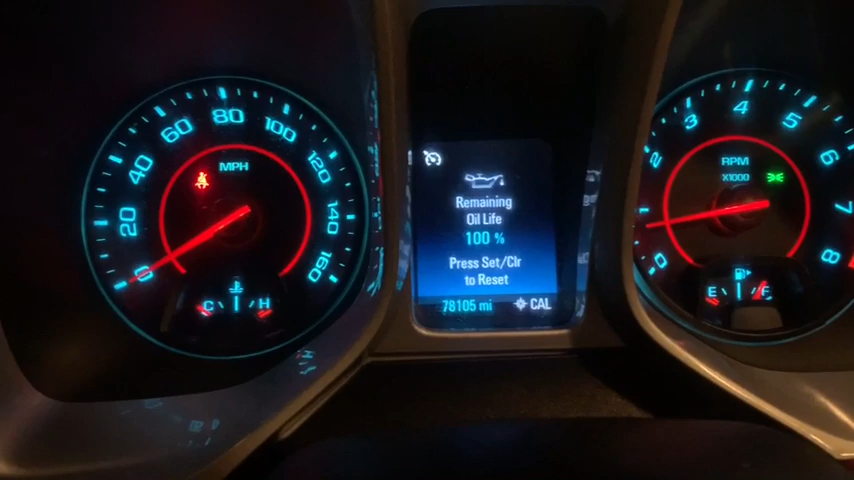 0
20
40
60
80
100
120
140
160
MPH
C
H
Remaining
Oil Life
100 %
Press Set/Clr
to Reset
78105 mi
CAL
0
1
2
3
4
5
6
7
8
RPM
X1000
E
F